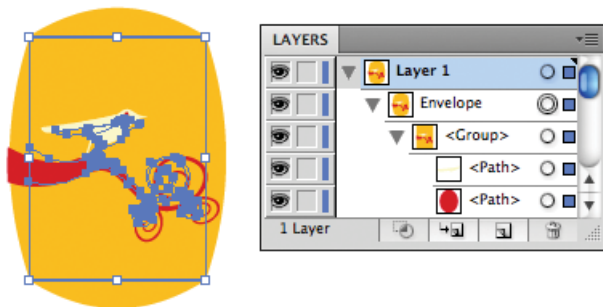 LAYERS
Layer 1
Envelope
<Group>
<Path>
<Path>
1 Layer